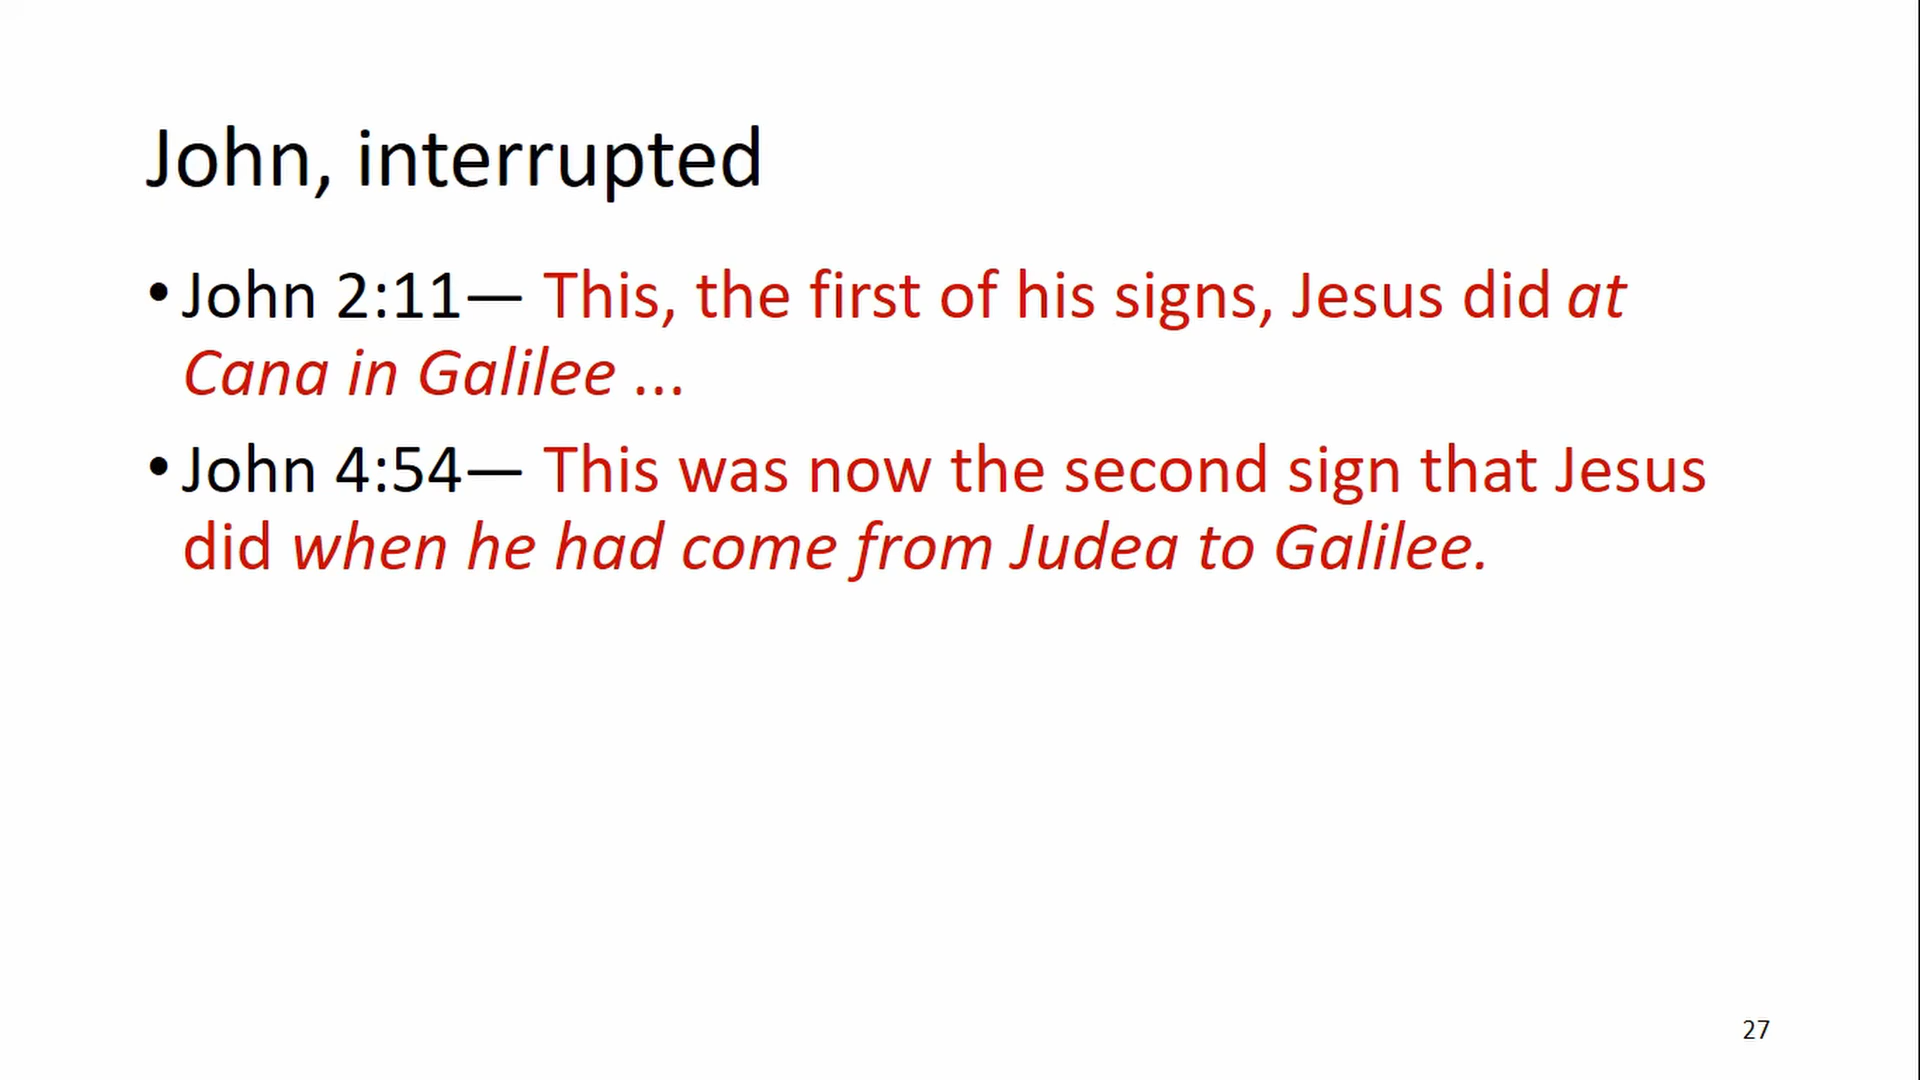 John, interrupted
• John 2:11— This, the first of his signs, Jesus did at
Cana in Galilee ...
• John 4:54— This was now the second sign that Jesus
did when he had come from Judea to Galilee.
27